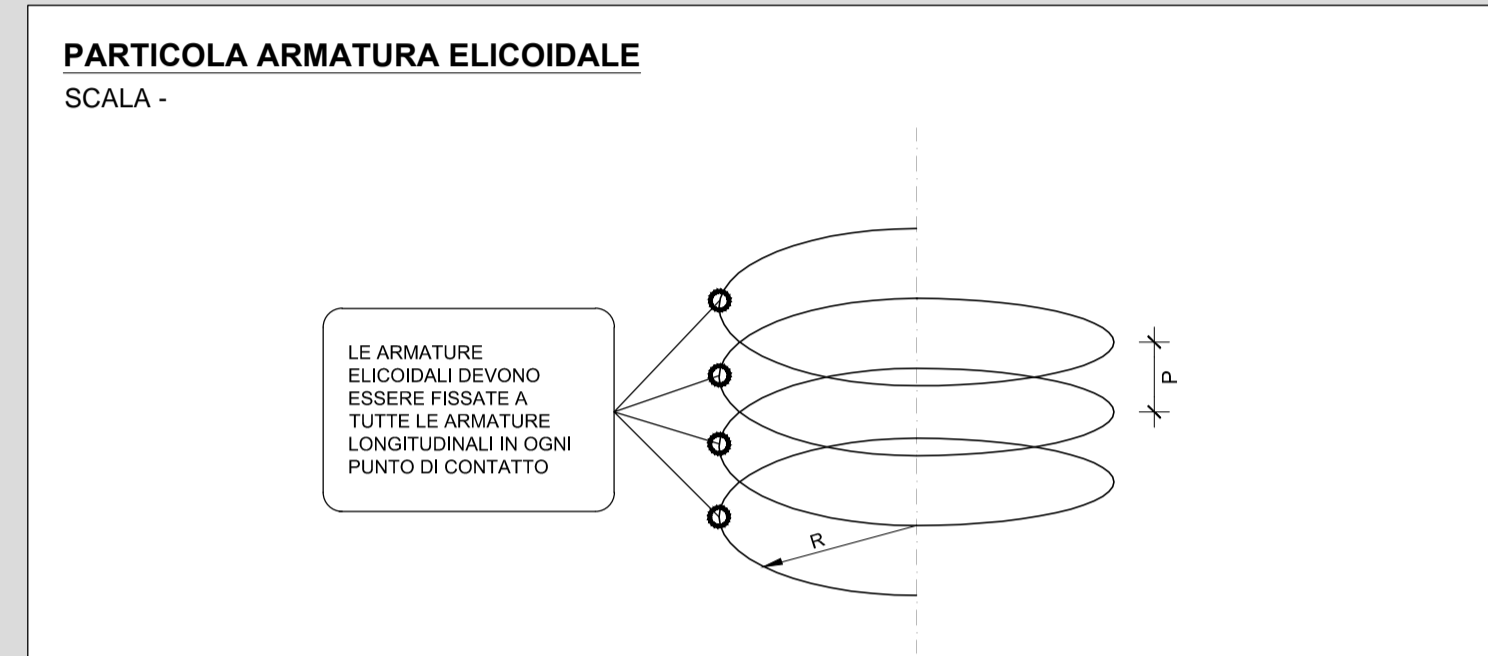 PARTICOLA ARMATURA ELICOIDALE
SCALA -
LE ARMATURE
ELICOIDALI DEVONO
ESSERE FISSATE A
TUTTE LE ARMATURE
LONGITUDINALI IN OGNI
PUNTO DI CONTATTO
P
R